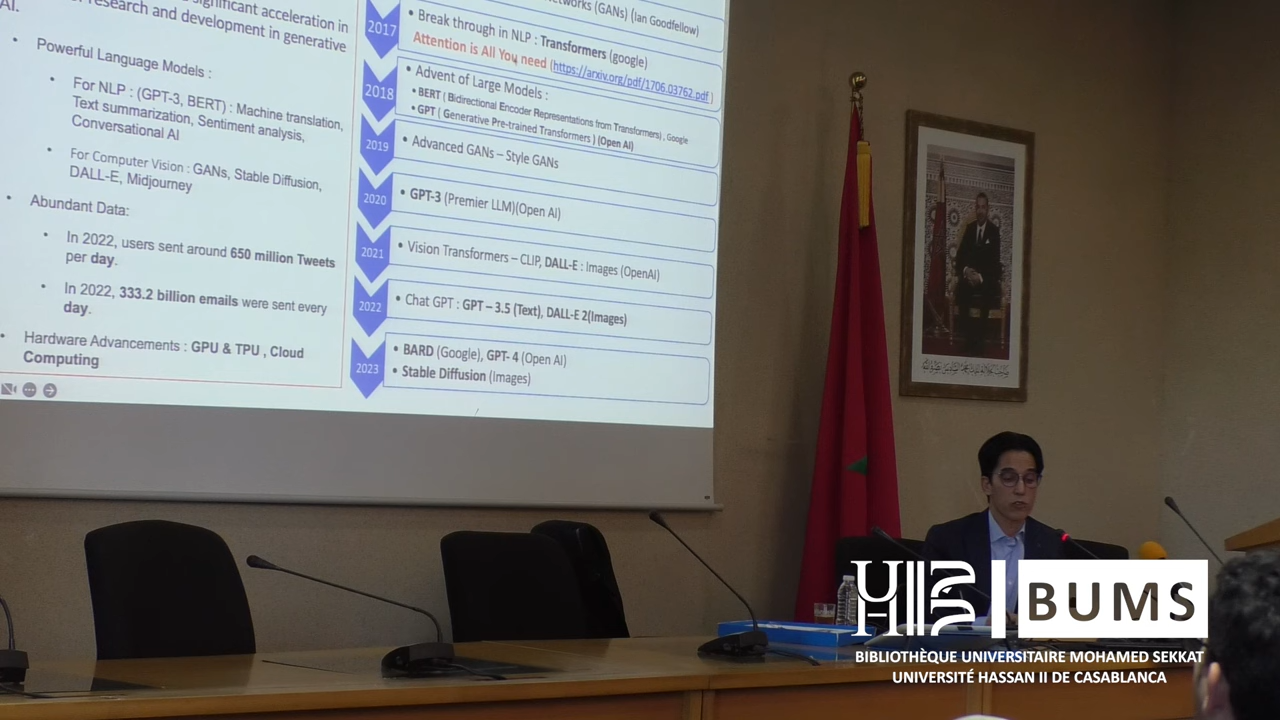 significant acceleration in
research and development in generative
AI.
• Powerful Language Models :
• For NLP : (GPT-3, BERT) : Machine translation,
Text summarization, Sentiment analysis,
Conversational AI
• For Computer Vision : GANs, Stable Diffusion,
DALL-E, Midjourney
• Abundant Data:
• In 2022, users sent around 650 million Tweets
per day.
• In 2022, 333.2 billion emails were sent every
day.
• Hardware Advancements : GPU & TPU , Cloud
Computing
(GANs) (Ian Goodfellow)
2017
• Break through in NLP : Transformers (google)
Attention is All You need (https://arxiv.org/pdf/1706.03762.pdf )
2018
• Advent of Large Models :
• BERT ( Bidirectional Encoder Representations from Transformers) , Google
• GPT ( Generative Pre-trained Transformers ) (Open AI)
2019
• Advanced GANs – Style GANs
2020
• GPT-3 (Premier LLM)(Open AI)
2021
• Vision Transformers – CLIP, DALL-E : Images (OpenAI)
2022
• Chat GPT : GPT – 3.5 (Text), DALL-E 2(Images)
2023
• BARD (Google), GPT- 4 (Open AI)
• Stable Diffusion (Images)
BUMS
BIBLIOTHÈQUE UNIVERSITAIRE MOHAMED SEKKAT
UNIVERSITÉ HASSAN II DE CASABLANCA